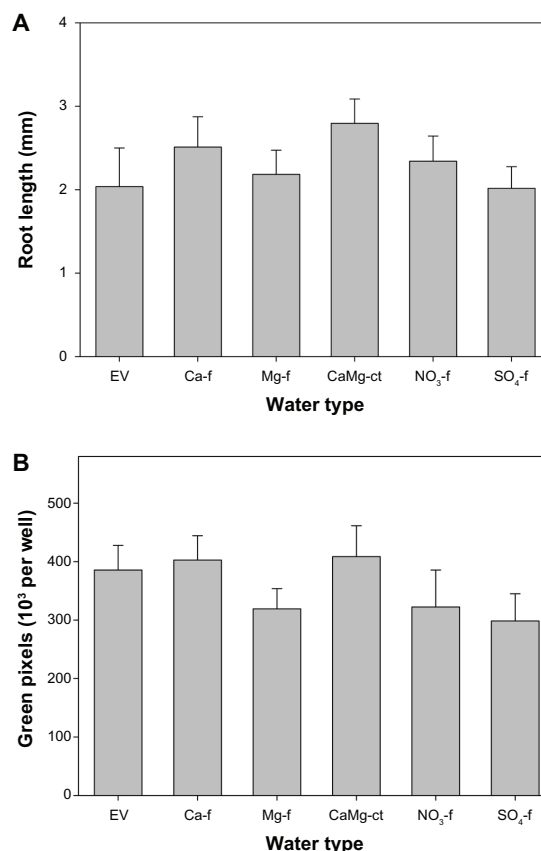 A
4
3
2
1
0
Root length (mm)
EV Ca-f Mg-f CaMg-ct NO₃-f SO₄-f
Water type
B
500
400
300
200
100
0
Green pixels (10³ per well)
EV Ca-f Mg-f CaMg-ct NO₃-f SO₄-f
Water type